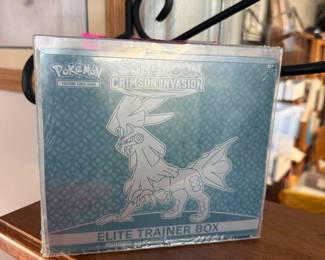 Pokémon
TRADING CARD GAME
SUN & MOON
CRIMSON INVASION
ELITE TRAINER BOX